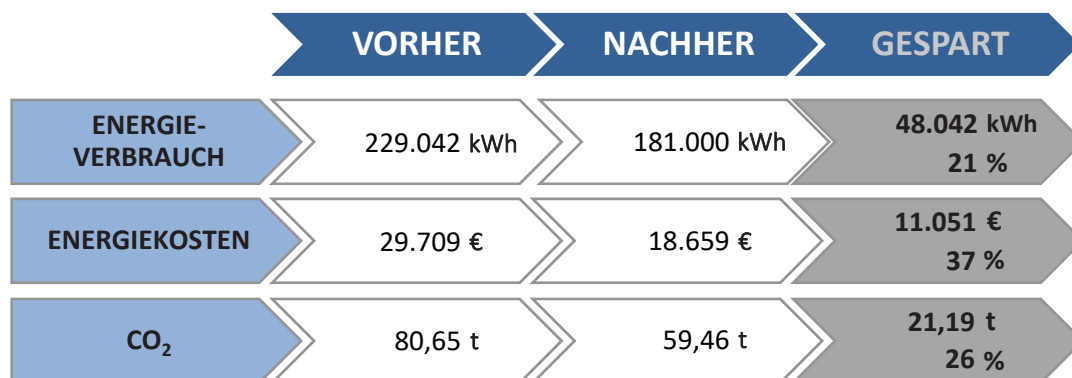 VORHER NACHHER GESPART
ENERGIE-
VERBRAUCH
229.042 kWh
181.000 kWh
48.042 kWh
21 %
ENERGIEKOSTEN
29.709 €
18.659 €
11.051 €
37 %
CO₂
80,65 t
59,46 t
21,19 t
26 %